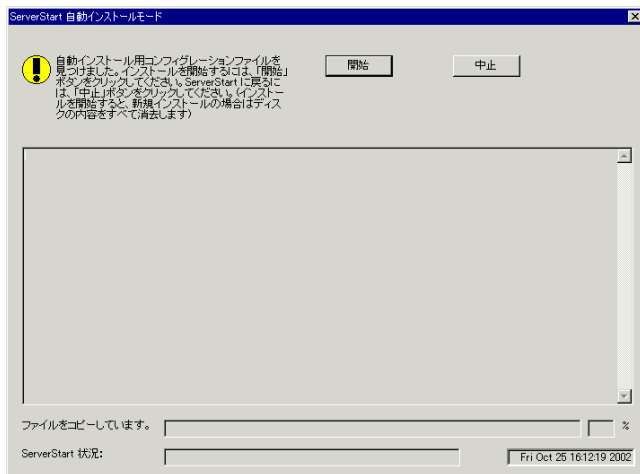 ServerStart 自動インストールモード
自動インストール用コンフィグレーションファイルを
見つけました。インストールを開始するには、「開始」
ボタンをクリックしてください。ServerStart に戻るに
は、「中止」ボタンをクリックしてください。(インストー
ルを開始すると、新規インストールの場合はディス
クの内容をすべて消去します)
開始
中止
ファイルをコピーしています。
%
ServerStart 状況:
Fri Oct 25 16:12:19 2002